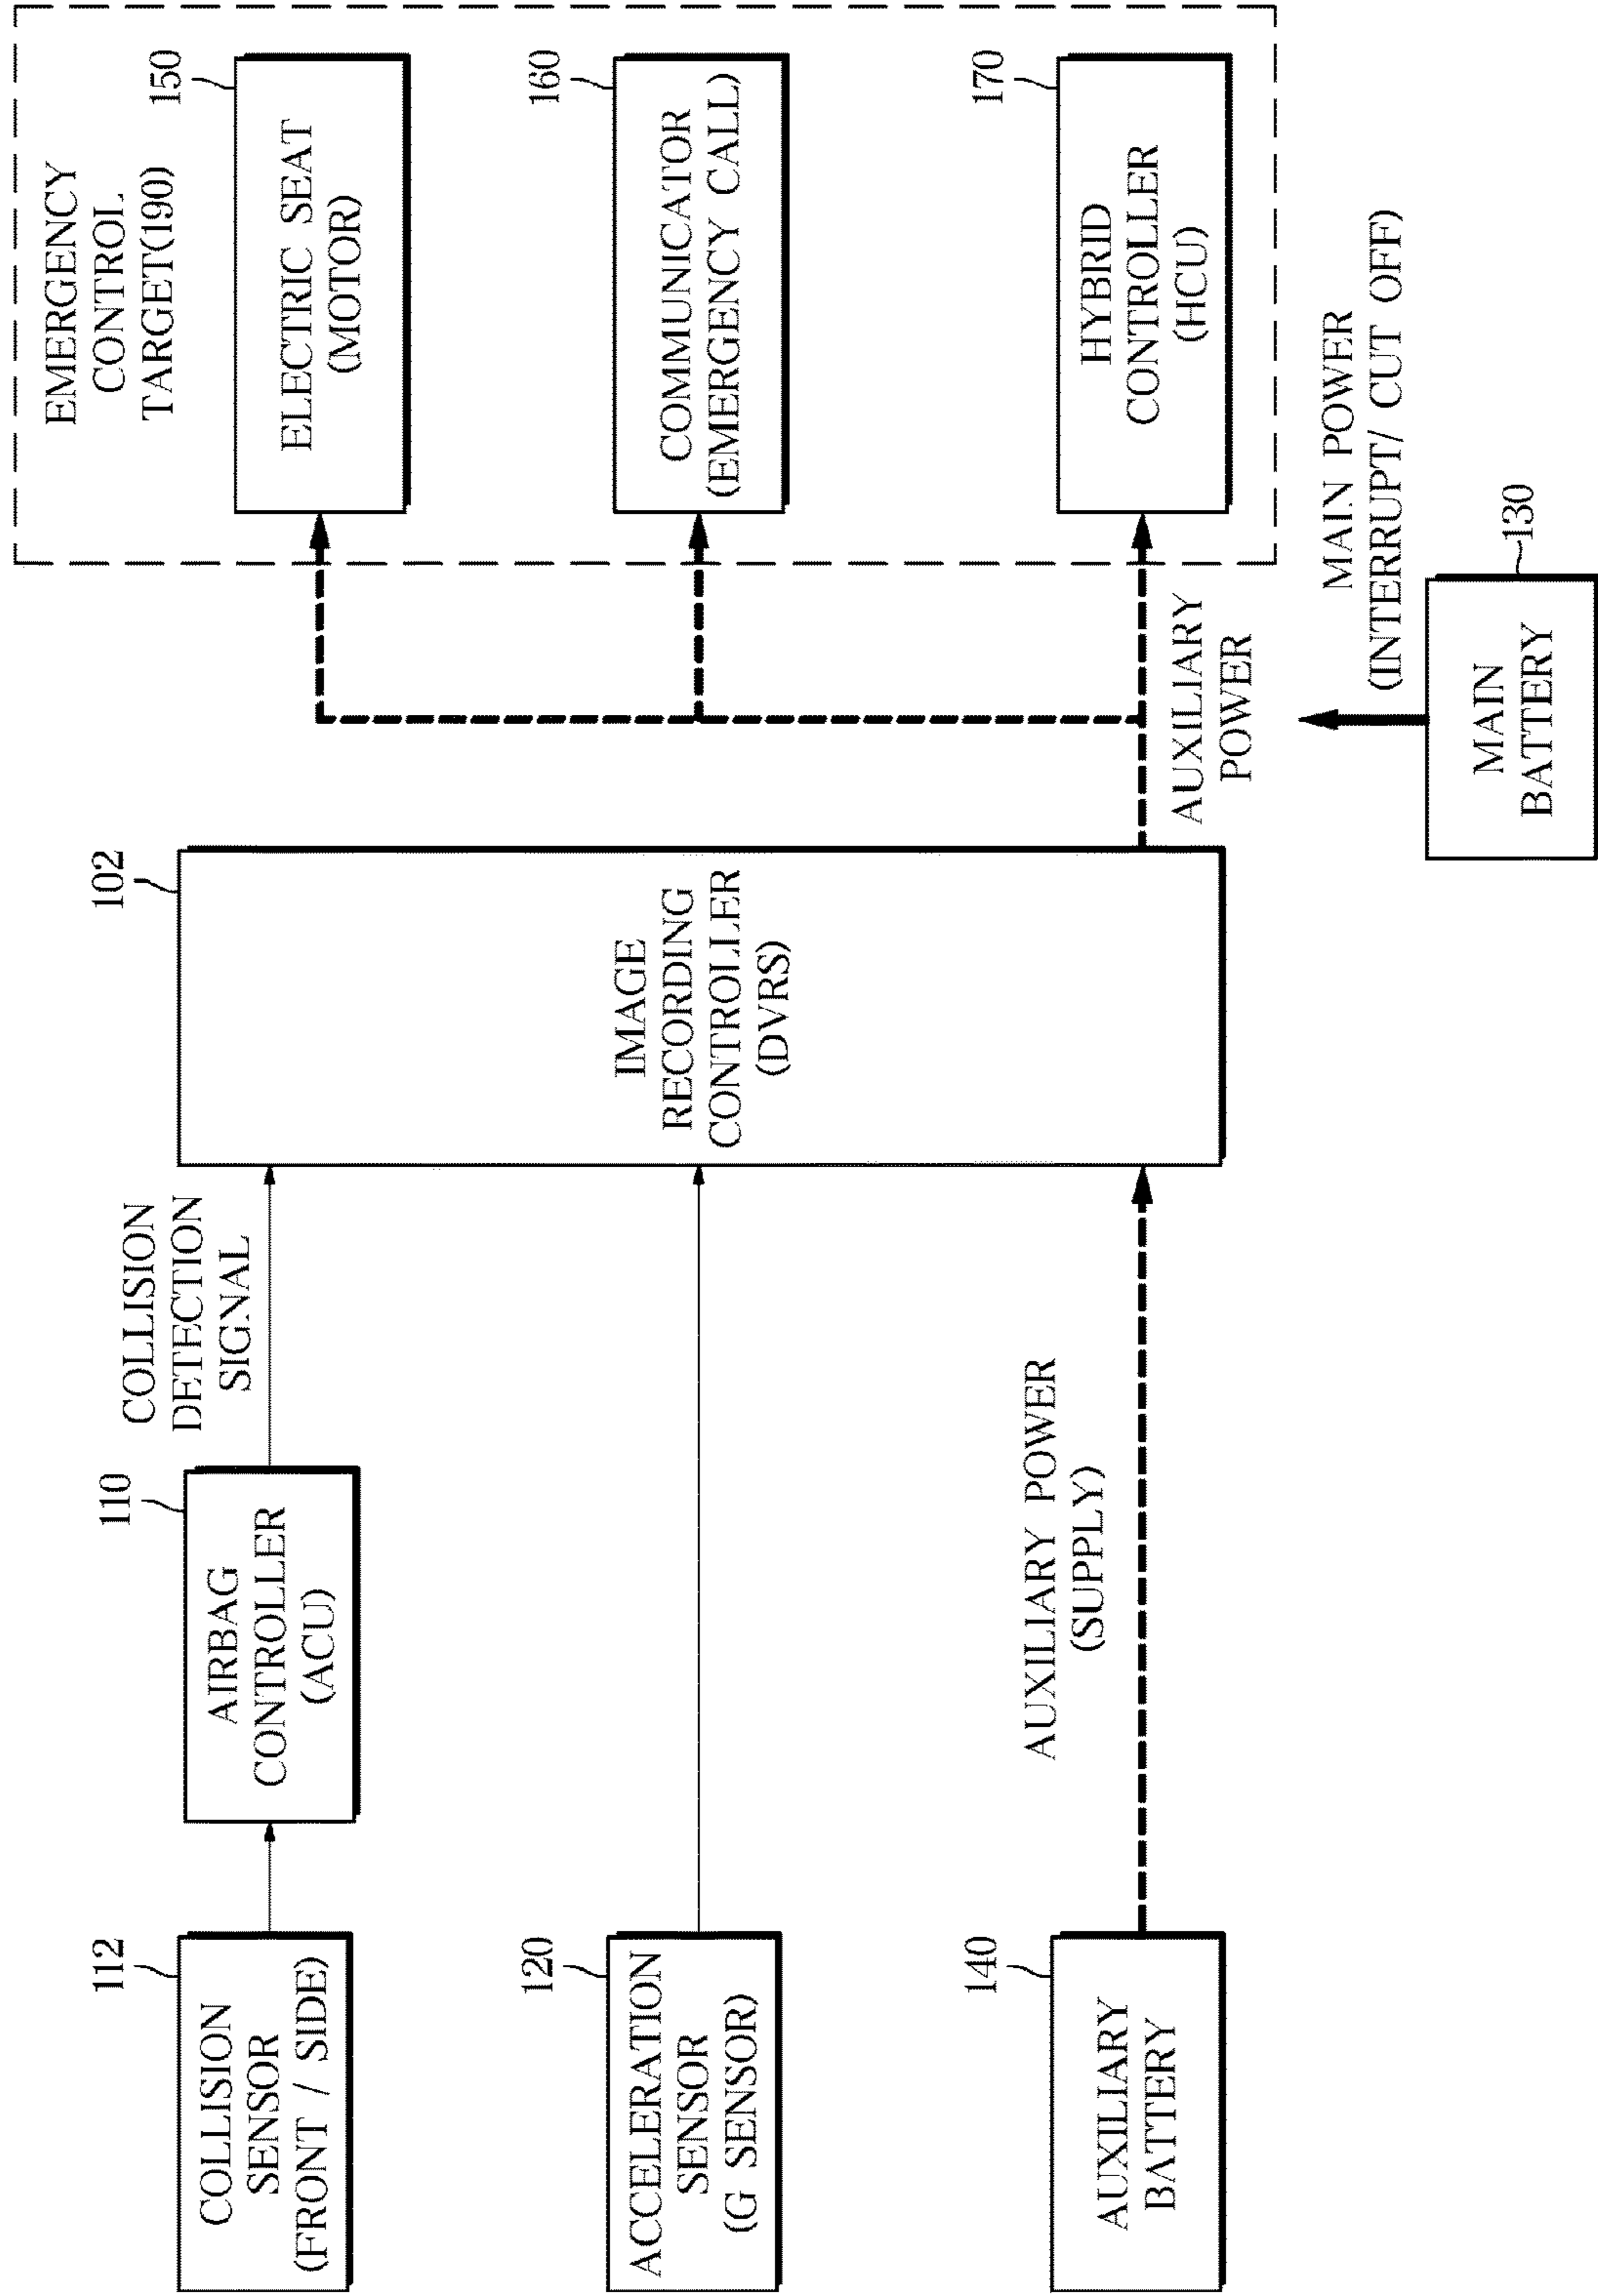 112
COLLISION
SENSOR
(FRONT / SIDE)
110
AIRBAG
CONTROLLER
(ACU)
COLLISION
DETECTION
SIGNAL
120
ACCELERATION
SENSOR
(G SENSOR)
140
AUXILIARY
BATTERY
AUXILIARY POWER
(SUPPLY)
102
IMAGE
RECORDING
CONTROLLER
(DVRS)
AUXILIARY
POWER
EMERGENCY
CONTROL
TARGET(190)
150
ELECTRIC SEAT
(MOTOR)
160
COMMUNICATOR
(EMERGENCY CALL)
170
HYBRID
CONTROLLER
(HCU)
MAIN POWER
(INTERRUPT/ CUT OFF)
130
MAIN
BATTERY